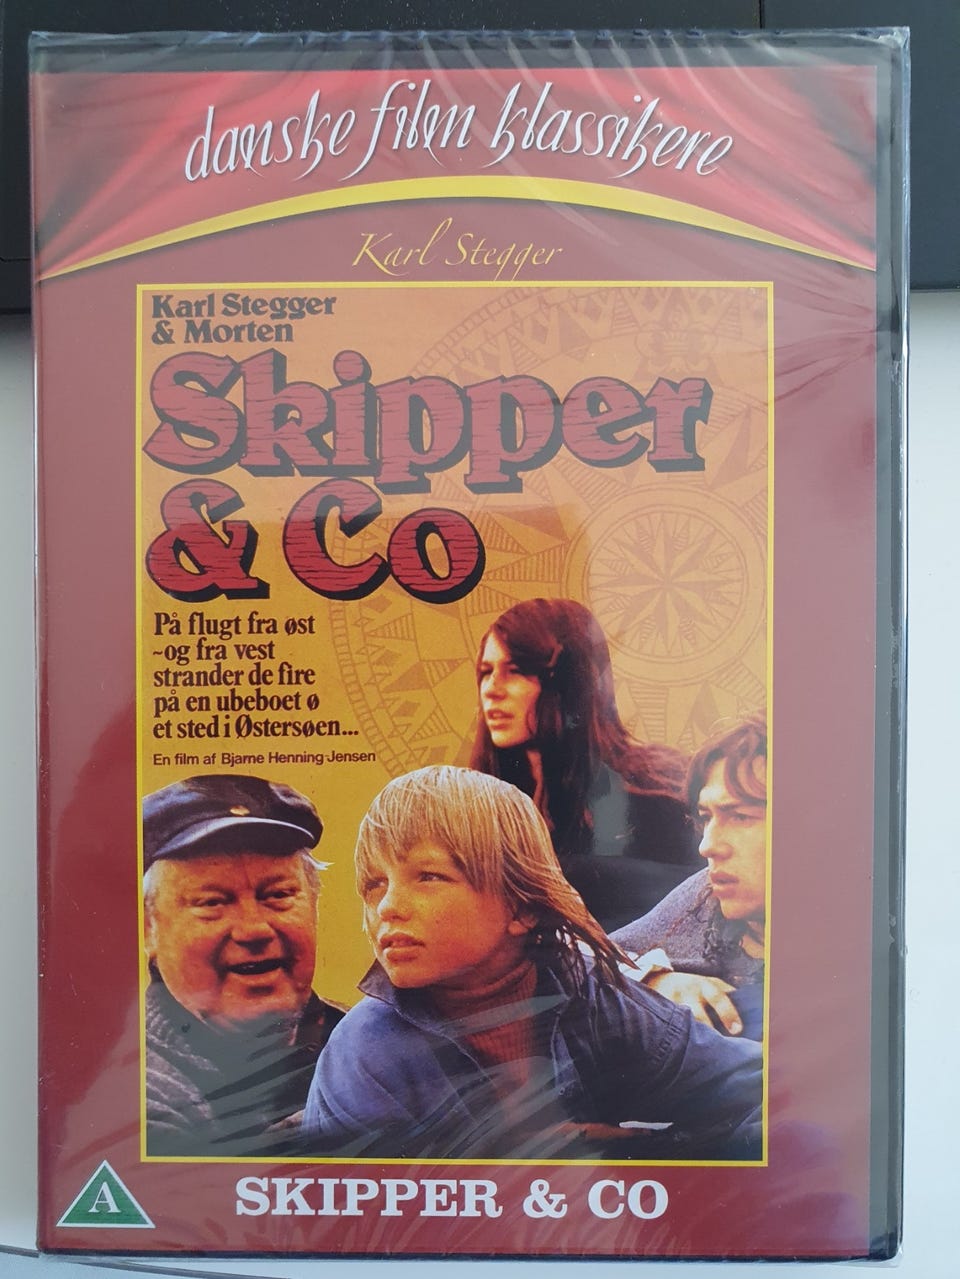 danske film klassikere
Karl Stegger
Karl Stegger
& Morten
Skipper
& Co
På flugt fra øst
~og fra vest
strander de fire
på en ubeboet ø
et sted i Østersøen...
En film af Bjarne Henning-Jensen
A
SKIPPER & CO